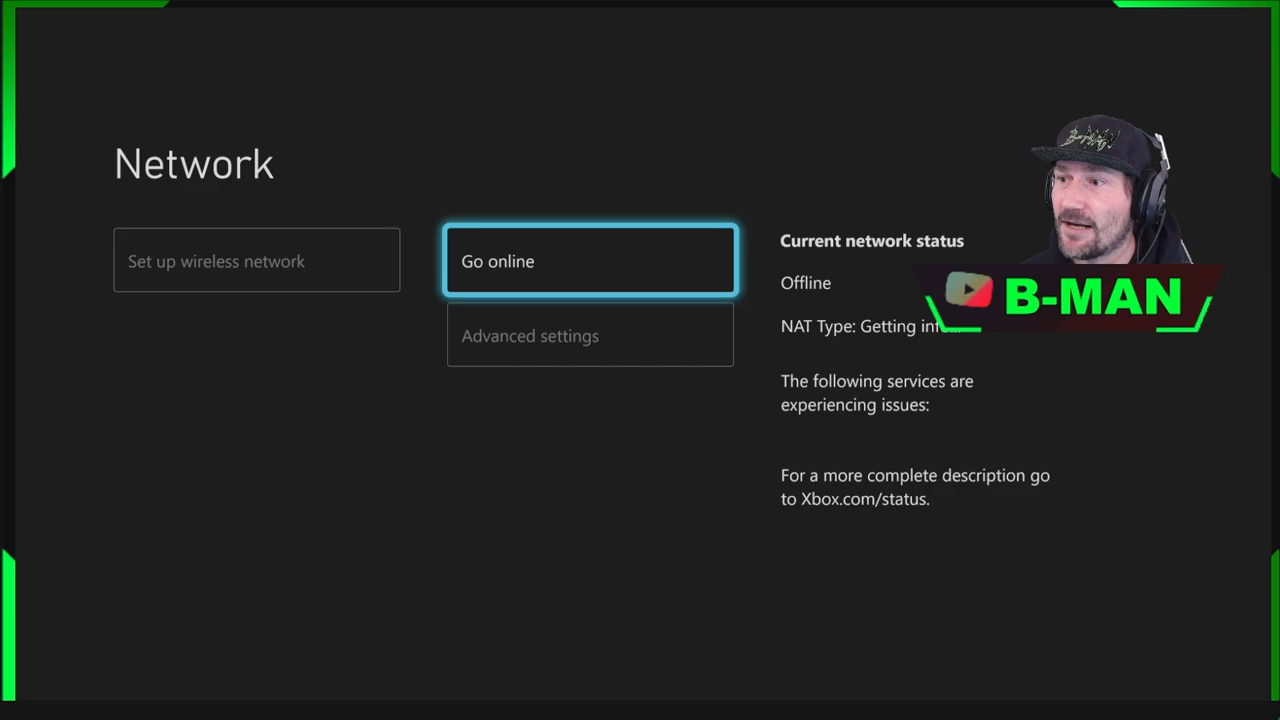 Network
Set up wireless network
Go online
Advanced settings
Current network status
Offline
NAT Type: Getting inf
The following services are
experiencing issues:
For a more complete description go
to Xbox.com/status.
B-MAN